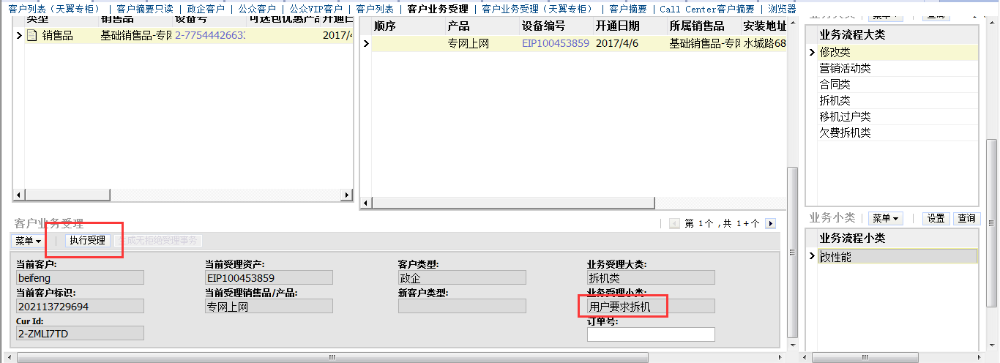 客户列表（天翼专柜） | 客户摘要只读 | 政企客户 | 公众客户 | 公众VIP客户 | 客户列表 | 客户业务受理 | 客户业务受理（天翼专柜） | 客户摘要 | Call Center客户摘要 | 浏览器
类型 销售品 设备号 可选包优惠产品 开通日
销售品 基础销售品-专网 2-7754442663
2017/4
顺序 产品 设备编号 开通日期 所属销售品 安装地址
专网上网 EIP100453859 2017/4/6 基础销售品-专网 水城路68
业务大类 菜单 查询
业务流程大类
修改类
营销活动类
合同类
拆机类
移机过户类
欠费拆机类
客户业务受理
第 1个 ,共 1+个
菜单 执行受理 生成无拒绝受理事务
当前客户: 当前受理资产: 客户类型: 业务受理大类:
beifeng EIP100453859 政企 拆机类
当前客户标识: 当前受理销售品/产品: 新客户类型: 业务受理小类:
202113729694 专网上网 用户要求拆机
Cur Id: 订单号:
2-ZMLI7TD
业务小类 菜单 设置 查询
业务流程小类
改性能